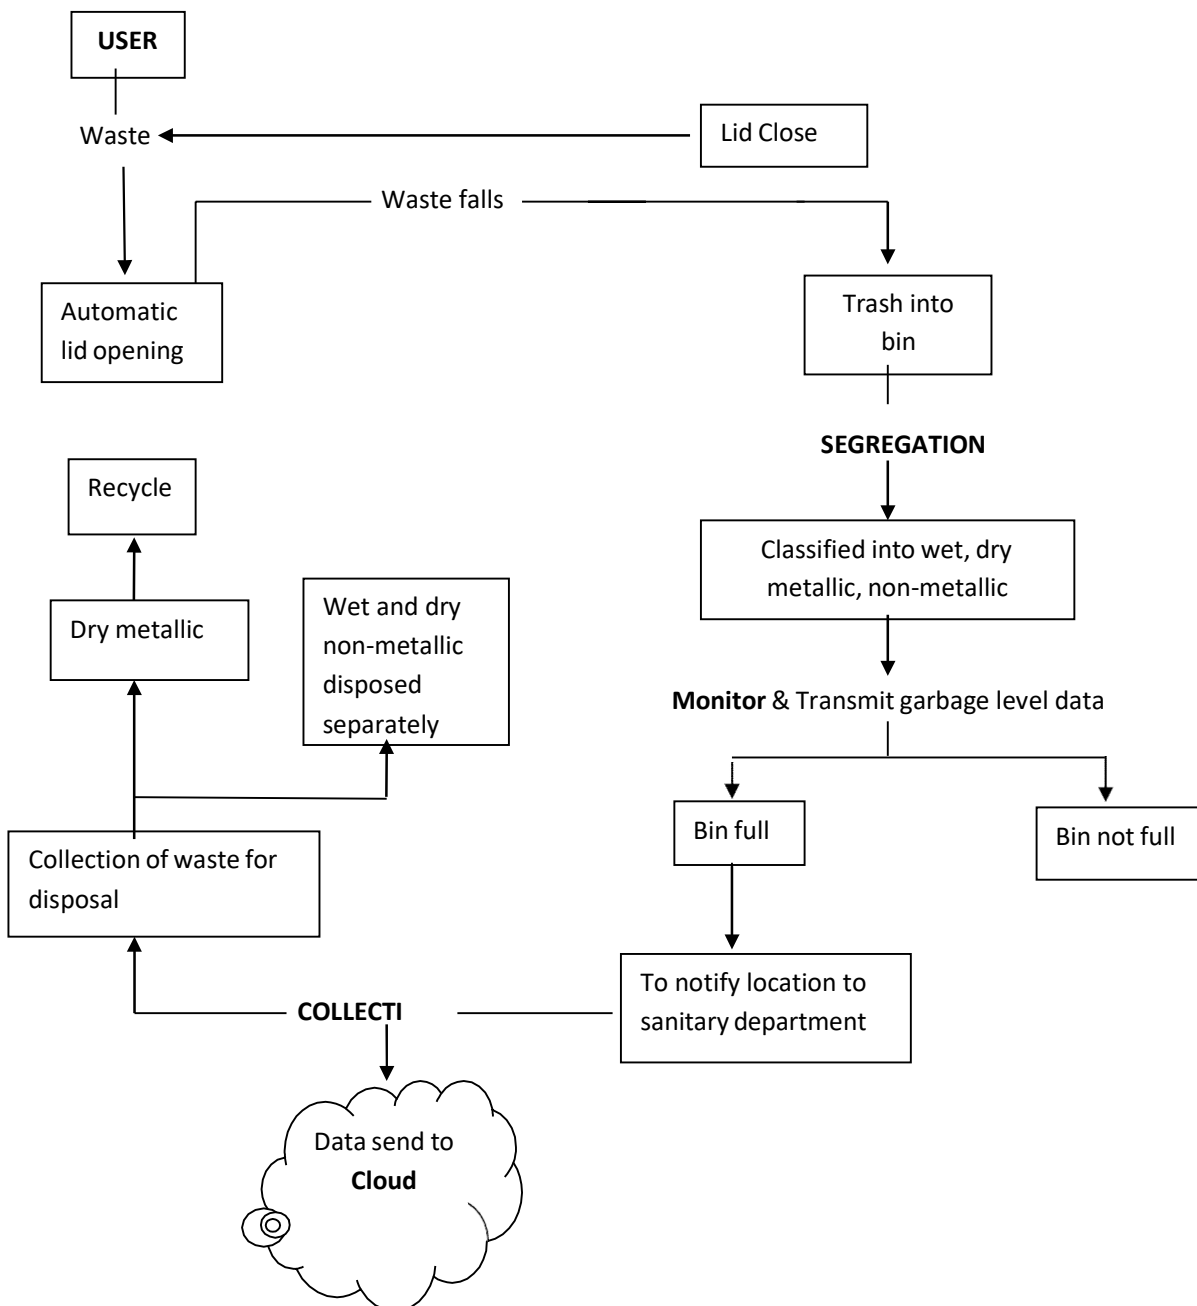 USER
Waste
Lid Close
Waste falls
Automatic
lid opening
Trash into
bin
SEGREGATION
Recycle
Classified into wet, dry
metallic, non-metallic
Dry metallic
Wet and dry
non-metallic
disposed
separately
Monitor & Transmit garbage level data
Bin full
Bin not full
Collection of waste for
disposal
To notify location to
sanitary department
COLLECTI
Data send to
Cloud